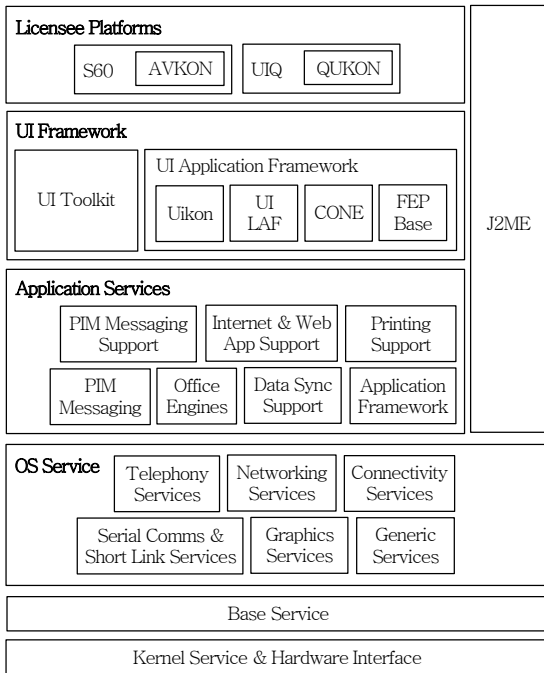 Licensee Platforms
S60
AVKON
UIQ
QUKON
UI Framework
UI Toolkit
UI Application Framework
Uikon
UI
LAF
CONE
FEP
Base
J2ME
Application Services
PIM Messaging
Support
Internet & Web
App Support
Printing
Support
PIM
Messaging
Office
Engines
Data Sync
Support
Application
Framework
OS Service
Telephony
Services
Networking
Services
Connectivity
Services
Serial Comms &
Short Link Services
Graphics
Services
Generic
Services
Base Service
Kernel Service & Hardware Interface